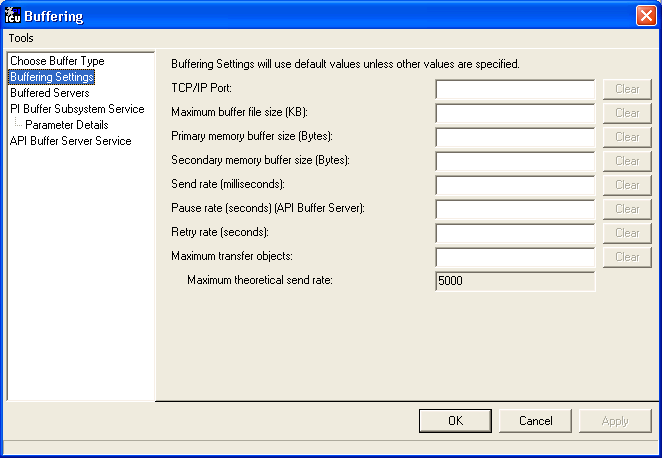 ICU Buffering
Tools
Choose Buffer Type
Buffering Settings
Buffered Servers
PI Buffer Subsystem Service
Parameter Details
API Buffer Server Service
Buffering Settings will use default values unless other values are specified.
TCP/IP Port: Clear
Maximum buffer file size (KB): Clear
Primary memory buffer size (Bytes): Clear
Secondary memory buffer size (Bytes): Clear
Send rate (milliseconds): Clear
Pause rate (seconds) (API Buffer Server): Clear
Retry rate (seconds): Clear
Maximum transfer objects: Clear
Maximum theoretical send rate: 5000
OK Cancel Apply